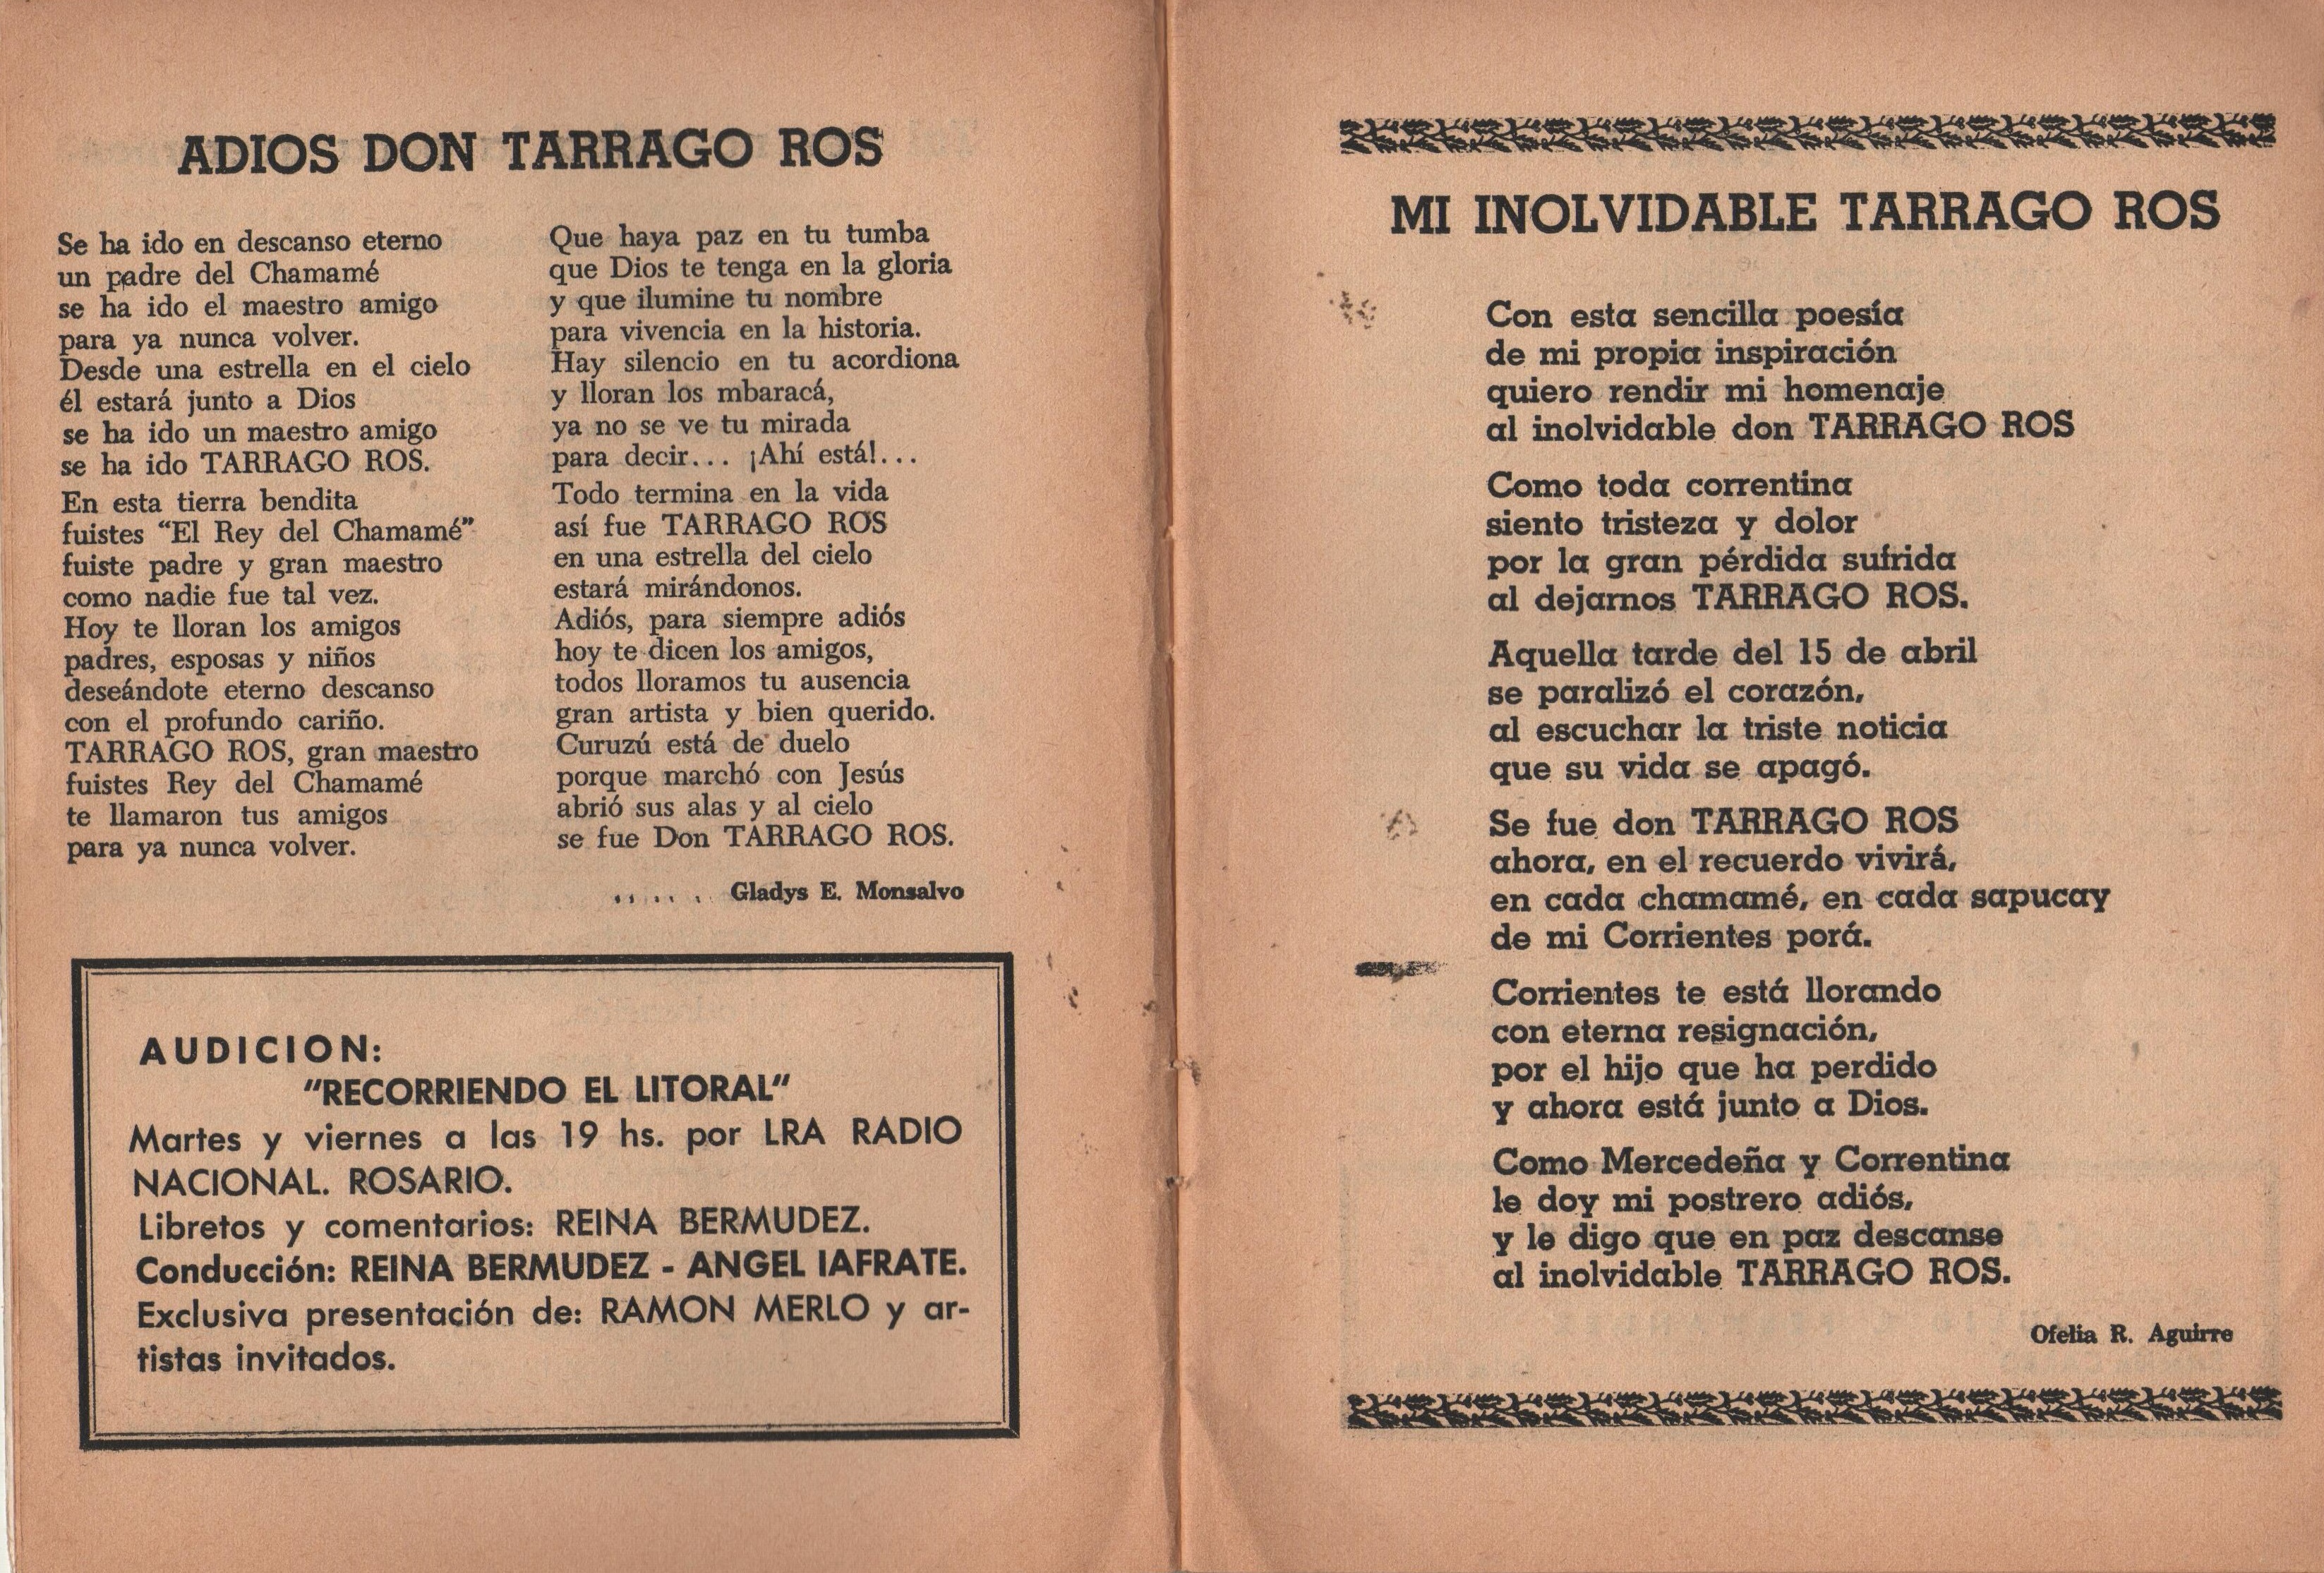 ADIOS DON TARRAGO ROS
Se ha ido en descanso eterno
un padre del Chamamé
se ha ido el maestro amigo
para ya nunca volver.
Desde una estrella en el cielo
él estará junto a Dios
se ha ido un maestro amigo
se ha ido TARRAGO ROS.
En esta tierra bendita
fuistes “El Rey del Chamamé”
fuiste padre y gran maestro
como nadie fue tal vez.
Hoy te lloran los amigos
padres, esposas y niños
deseándote eterno descanso
con el profundo cariño.
TARRAGO ROS, gran maestro
fuistes Rey del Chamamé
te llamaron tus amigos
para ya nunca volver.
Que haya paz en tu tumba
que Dios te tenga en la gloria
y que ilumine tu nombre
para vivencia en la historia.
Hay silencio en tu acordiona
y lloran los mbaracá,
ya no se ve tu mirada
para decir... ¡Ahí está!...
Todo termina en la vida
así fue TARRAGO ROS
en una estrella del cielo
estará mirándonos.
Adiós, para siempre adiós
hoy te dicen los amigos,
todos lloramos tu ausencia
gran artista y bien querido.
Curuzú está de duelo
porque marchó con Jesús
abrió sus alas y al cielo
se fue Don TARRAGO ROS.
Gladys E. Monsalvo
AUDICION:
“RECORRIENDO EL LITORAL”
Martes y viernes a las 19 hs. por LRA RADIO
NACIONAL. ROSARIO.
Libretos y comentarios: REINA BERMUDEZ.
Conducción: REINA BERMUDEZ - ANGEL IAFRATE.
Exclusiva presentación de: RAMON MERLO y ar-
tistas invitados.
MI INOLVIDABLE TARRAGO ROS
Con esta sencilla poesía
de mi propia inspiración
quiero rendir mi homenaje
al inolvidable don TARRAGO ROS
Como toda correntina
siento tristeza y dolor
por la gran pérdida sufrida
al dejarnos TARRAGO ROS.
Aquella tarde del 15 de abril
se paralizó el corazón,
al escuchar la triste noticia
que su vida se apagó.
Se fue don TARRAGO ROS
ahora, en el recuerdo vivirá,
en cada chamamé, en cada sapucay
de mi Corrientes porá.
Corrientes te está llorando
con eterna resignación,
por el hijo que ha perdido
y ahora está junto a Dios.
Como Mercedeña y Correntina
le doy mi postrero adiós,
y le digo que en paz descanse
al inolvidable TARRAGO ROS.
Ofelia R. Aguirre